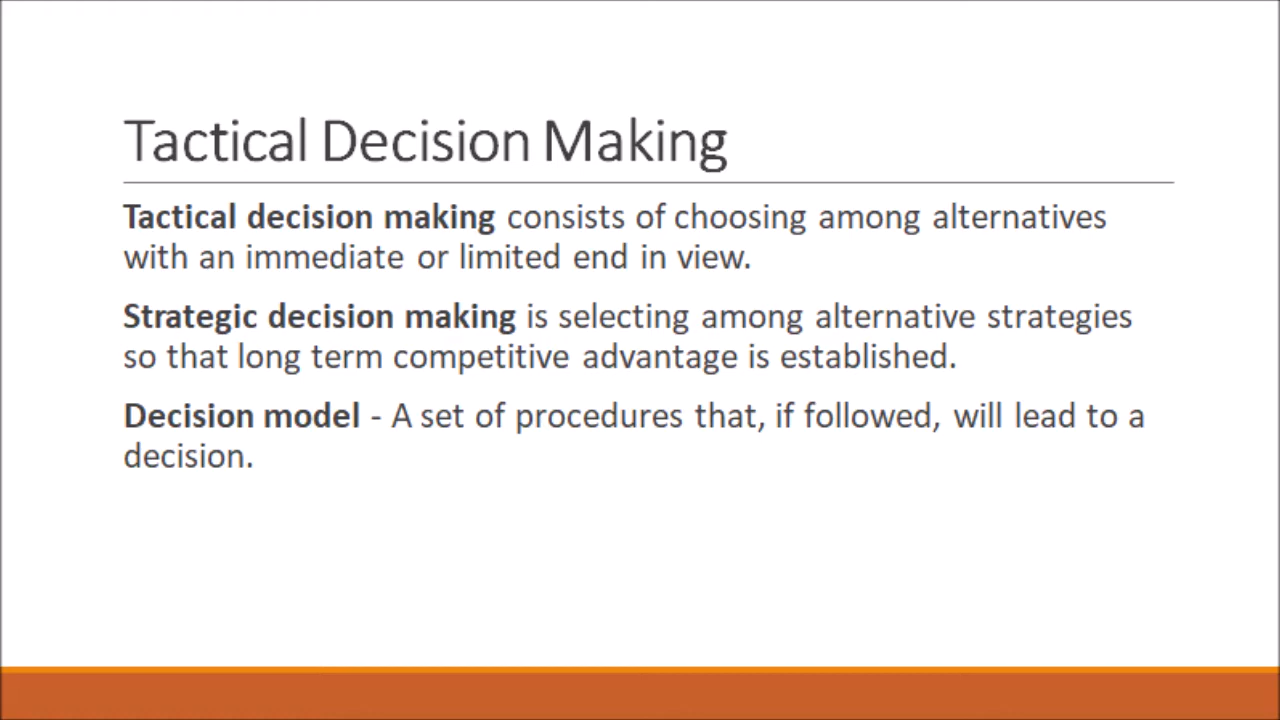 Tactical Decision Making
Tactical decision making consists of choosing among alternatives
with an immediate or limited end in view.
Strategic decision making is selecting among alternative strategies
so that long term competitive advantage is established.
Decision model - A set of procedures that, if followed, will lead to a
decision.